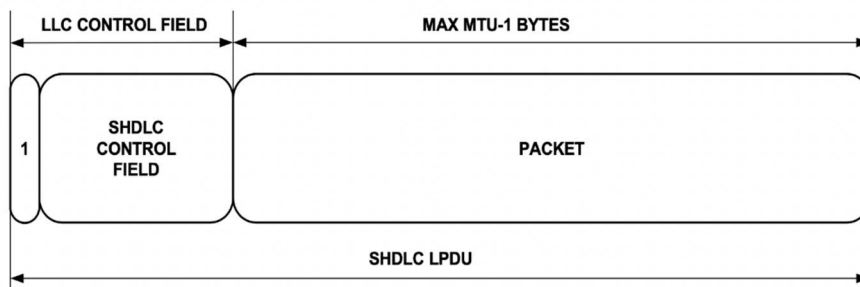 LLC CONTROL FIELD
MAX MTU-1 BYTES
1
SHDLC
CONTROL
FIELD
PACKET
SHDLC LPDU